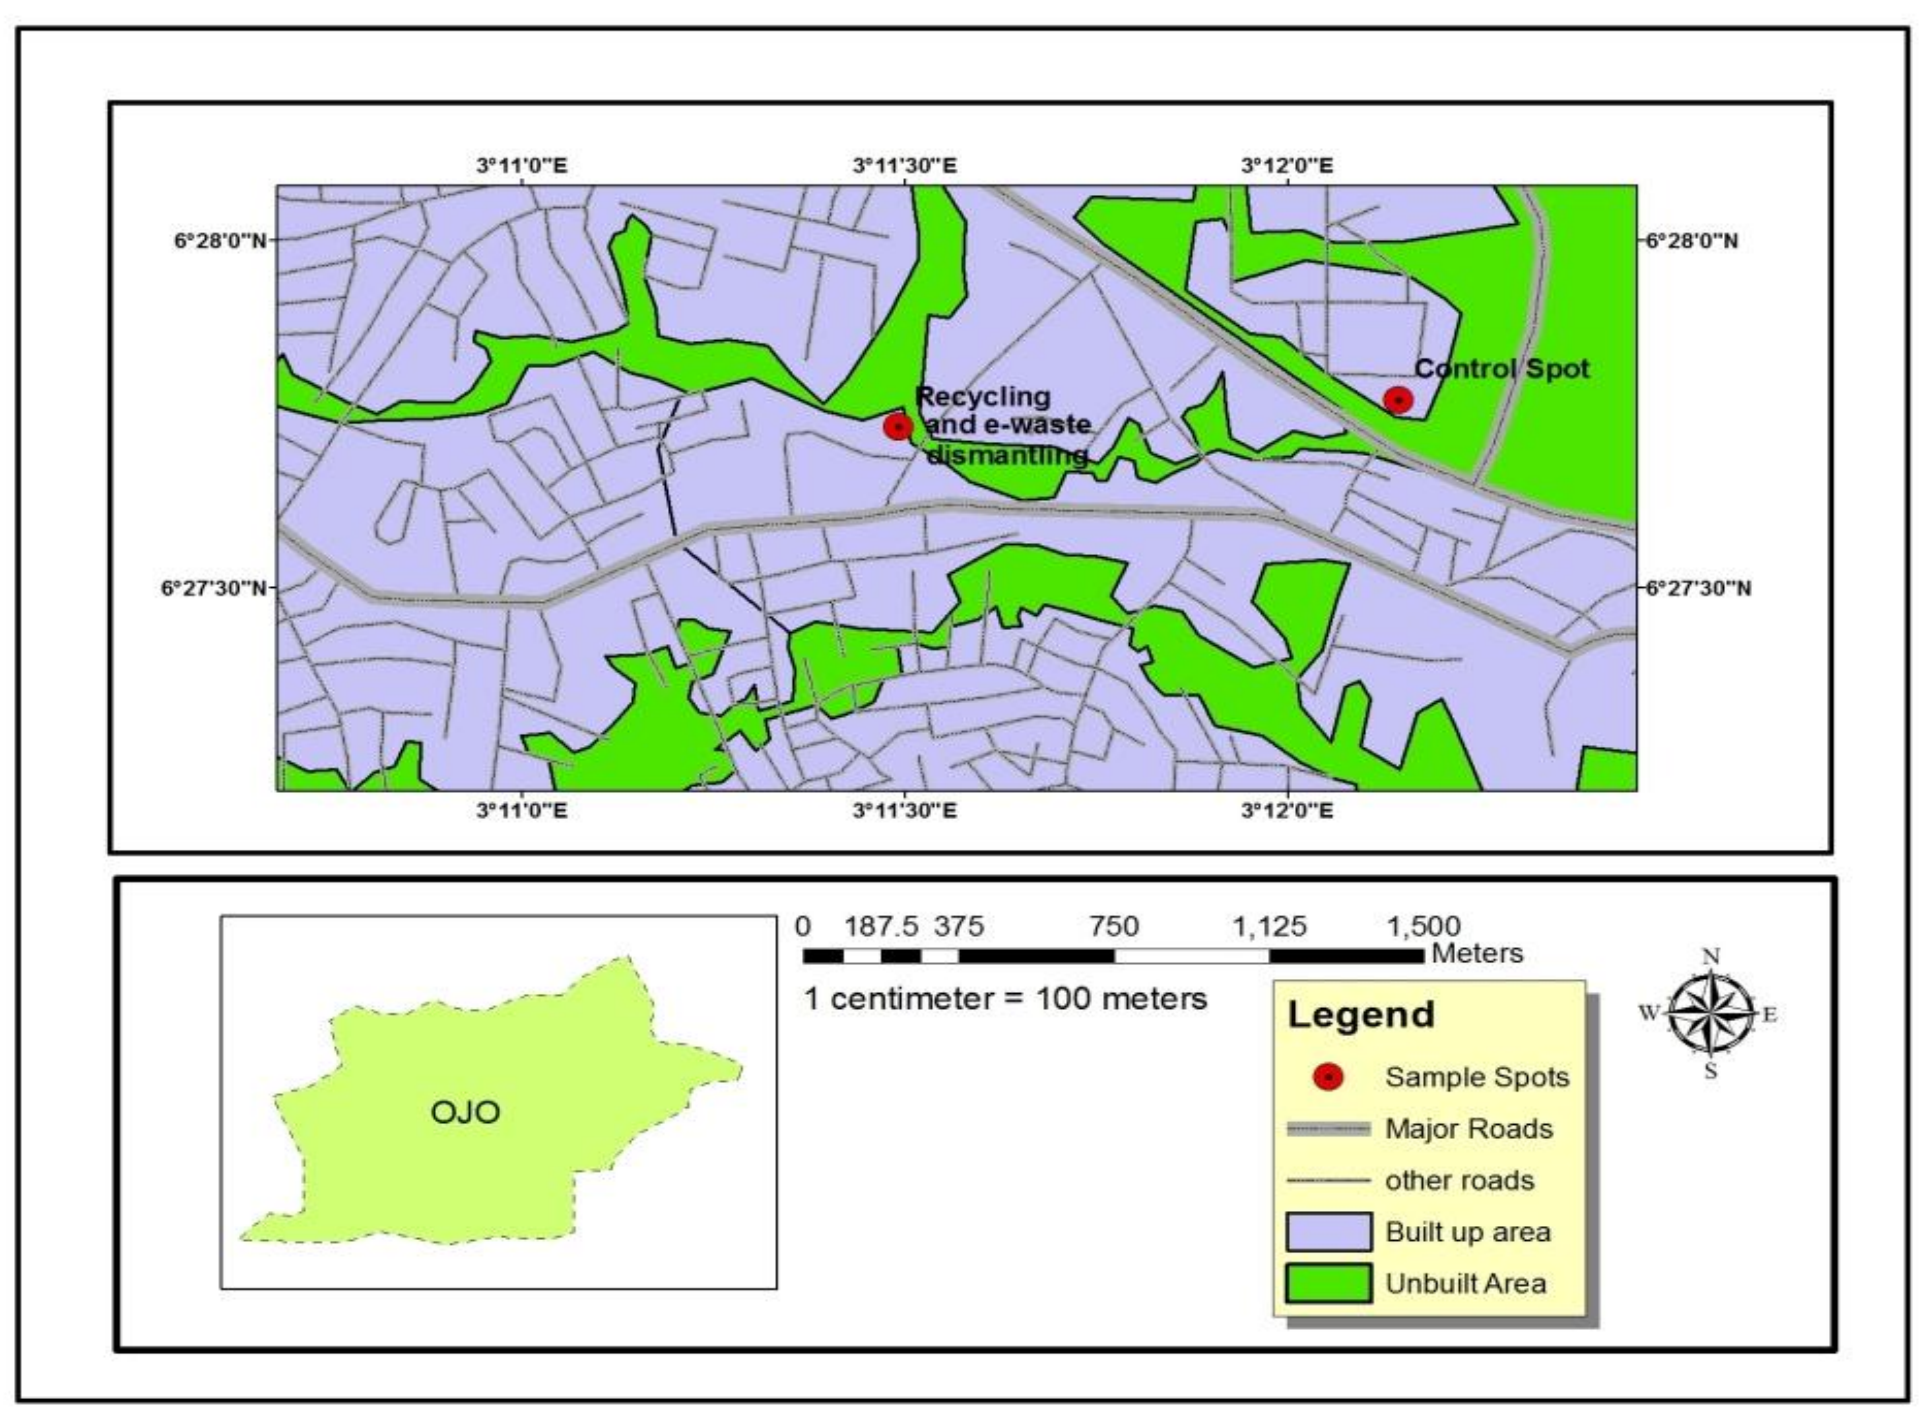 3°11'0"E 3°11'30"E 3°12'0"E
6°28'0"N 6°28'0"N
Control Spot
Recycling
and e-waste
dismantling
6°27'30"N 6°27'30"N
3°11'0"E 3°11'30"E 3°12'0"E
OJO
0 187.5 375 750 1,125 1,500
Meters
1 centimeter = 100 meters
Legend
Sample Spots
Major Roads
other roads
Built up area
Unbuilt Area
N
W E
S